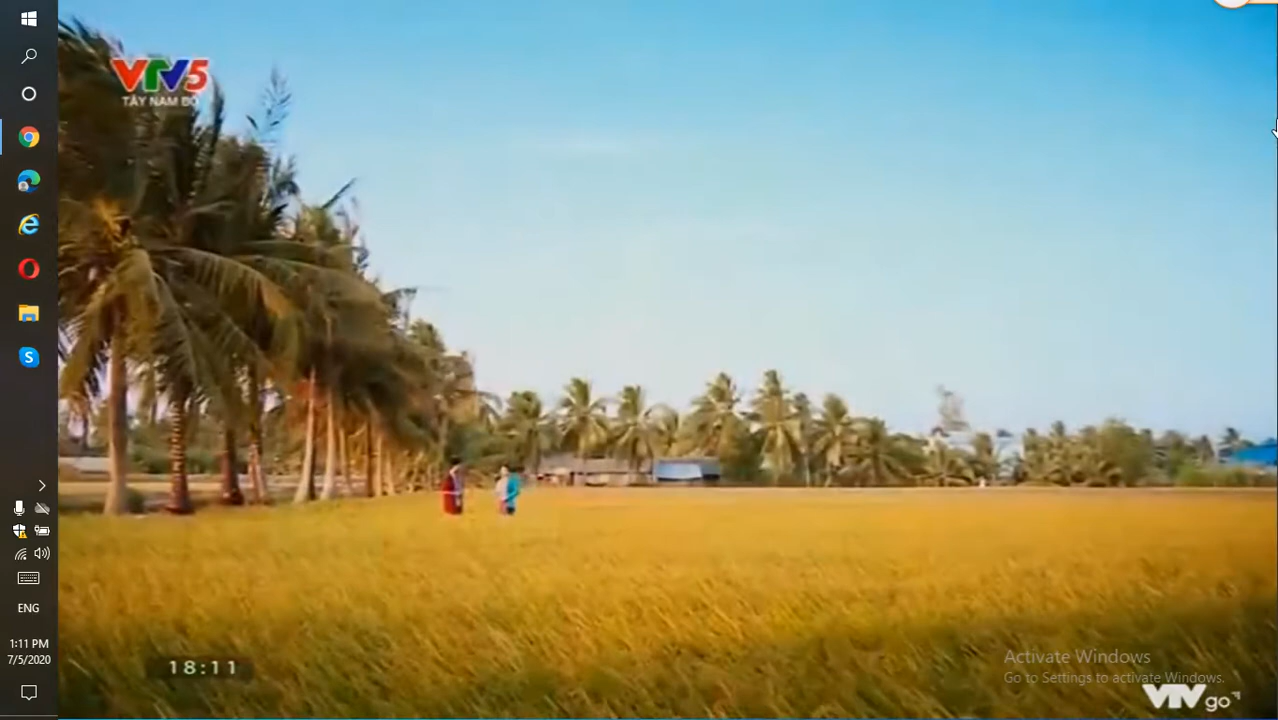 VTV5
TÂY NAM BỘ
S
ENG
1:11 PM
7/5/2020
18:11
Activate Windows
Go to Settings to activate Windows.
VTVgo